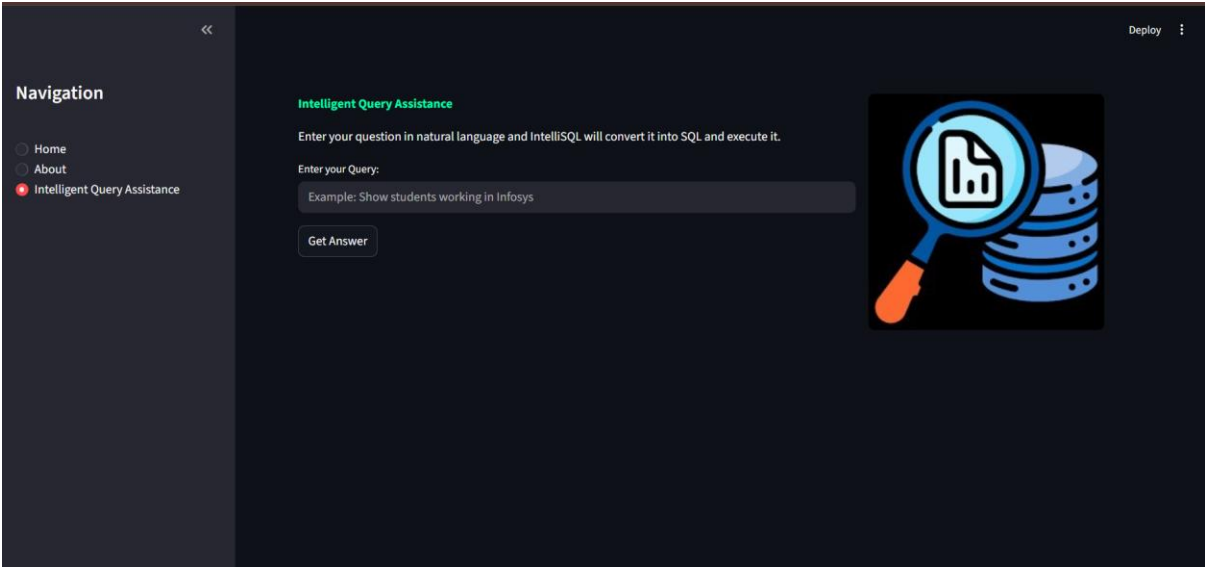 Deploy
Navigation
Home
About
Intelligent Query Assistance
Intelligent Query Assistance
Enter your question in natural language and IntelliSQL will convert it into SQL and execute it.
Enter your Query:
Example: Show students working in Infosys
Get Answer